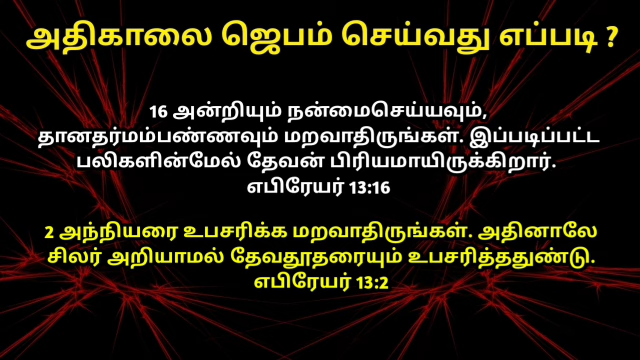 அதிகாலை ஜெபம் செய்வது எப்படி ?
16 அன்றியும் நன்மைசெய்யவும்,
தானதர்மம்பண்ணவும் மறவாதிருங்கள். இப்படிப்பட்ட
பலிகளின்மேல் தேவன் பிரியமாயிருக்கிறார்.
எபிரேயர் 13:16
2 அந்நியரை உபசரிக்க மறவாதிருங்கள். அதினாலே
சிலர் அறியாமல் தேவதூதரையும் உபசரித்ததுண்டு.
எபிரேயர் 13:2